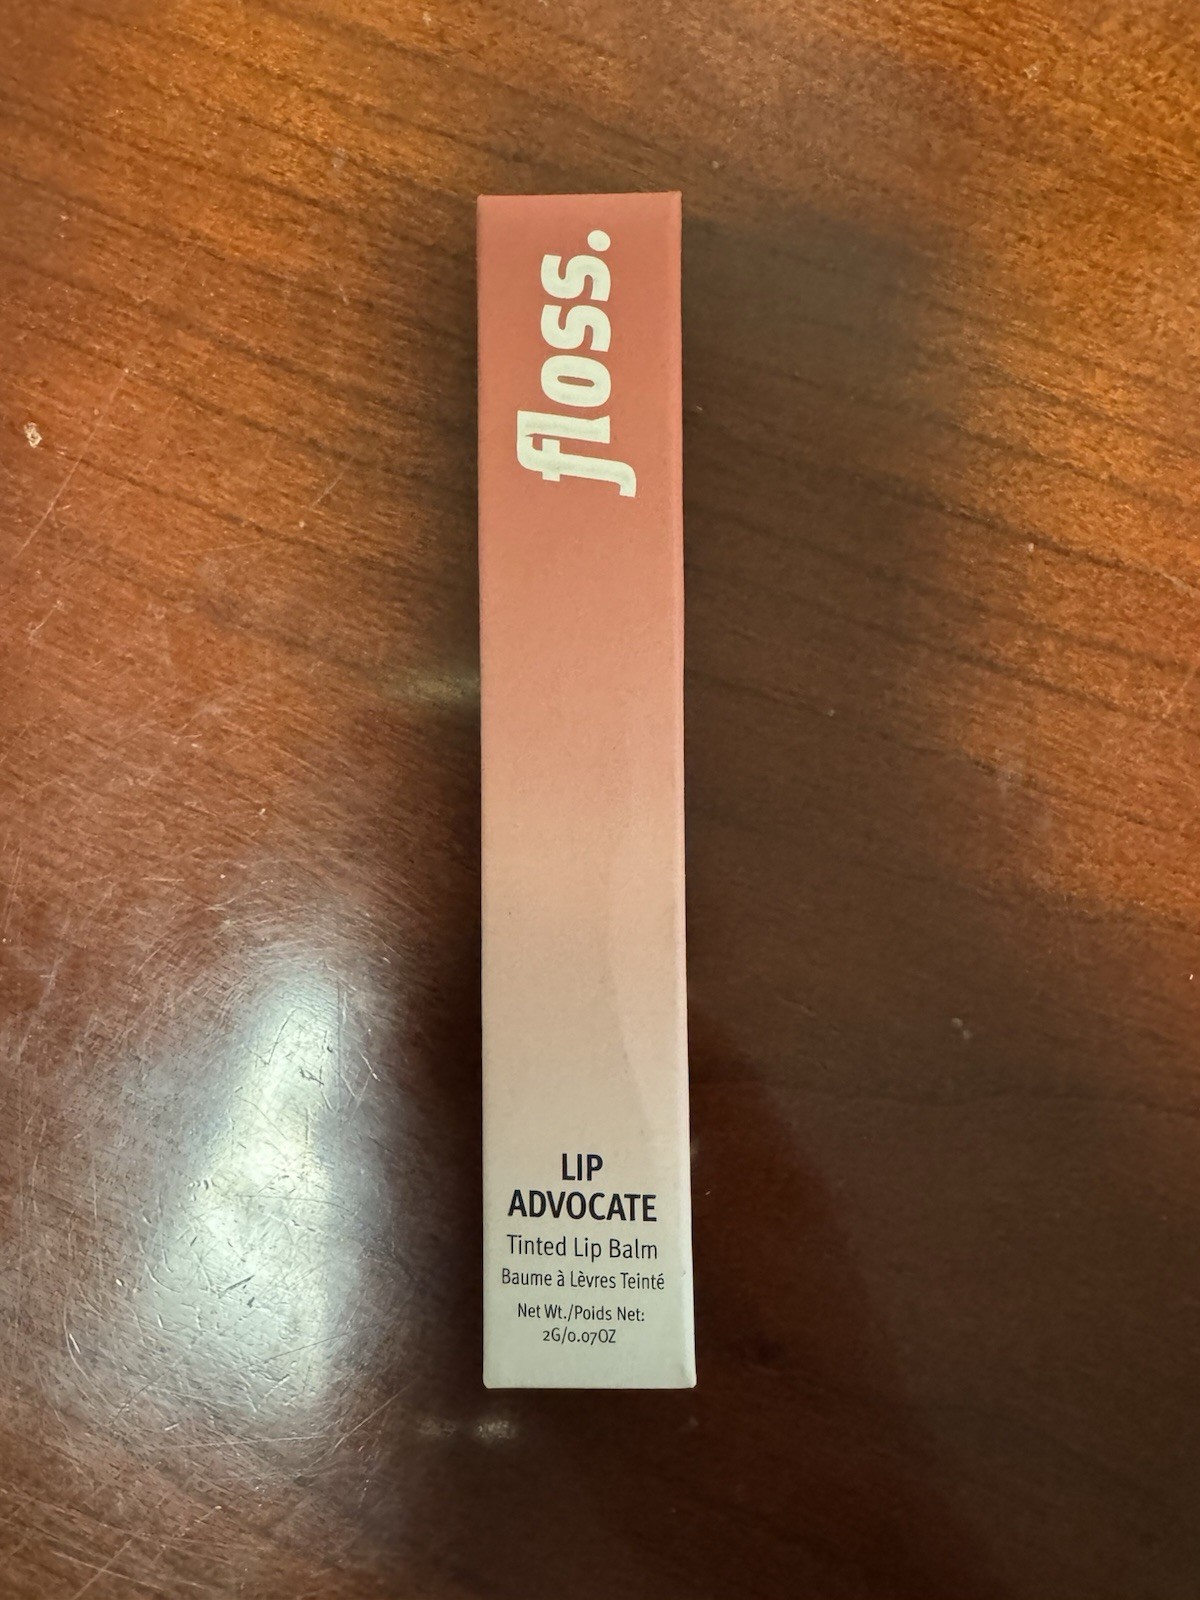 floss.
LIP
ADVOCATE
Tinted Lip Balm
Baume à Lèvres Teinté
Net Wt./Poids Net:
2G/0.07OZ